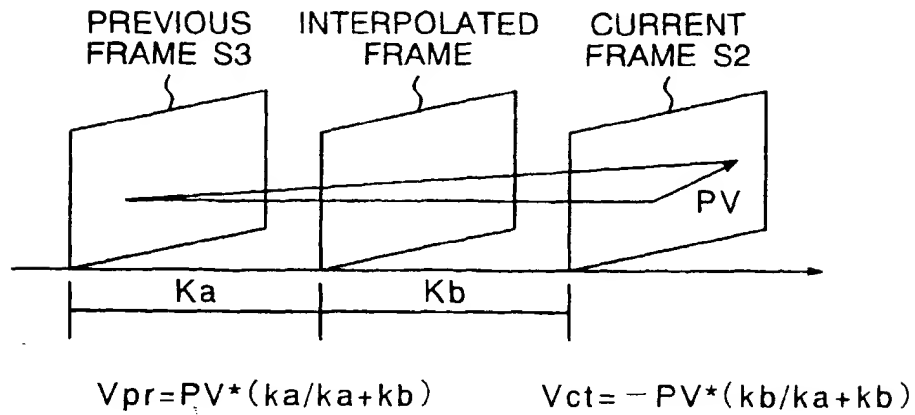 PREVIOUS FRAME S3
INTERPOLATED FRAME
CURRENT FRAME S2
PV
Ka
Kb
Vpr=PV*(ka/ka+kb)
Vct=-PV*(kb/ka+kb)